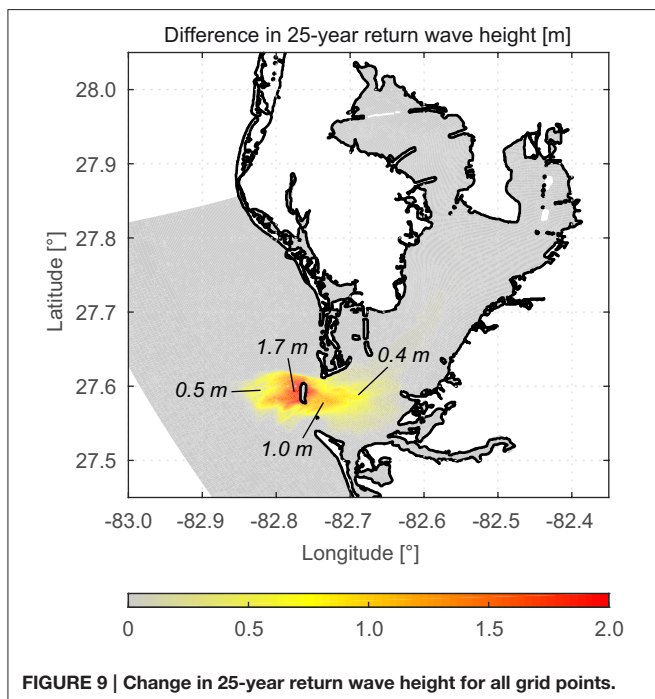 Difference in 25-year return wave height [m]
28.0
27.9
27.8
27.7
27.6
27.5
Latitude [°]
1.7 m
0.5 m
0.4 m
1.0 m
-83.0 -82.9 -82.8 -82.7 -82.6 -82.5 -82.4
Longitude [°]
0 0.5 1.0 1.5 2.0
FIGURE 9 | Change in 25-year return wave height for all grid points.